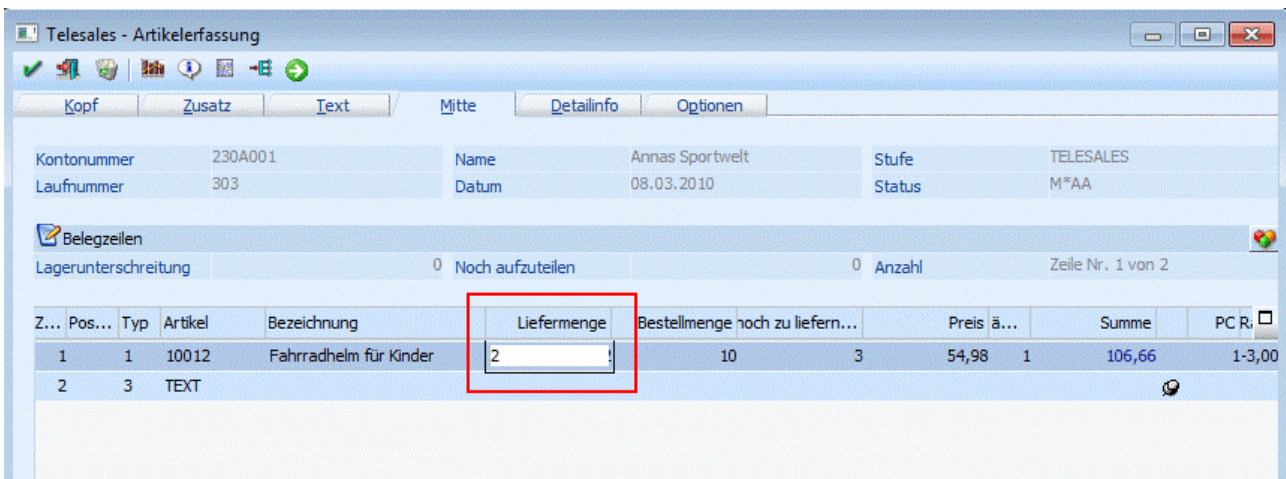 Telesales - Artikelerfassung
Kopf Zusatz Text Mitte Detailinfo Optionen
Kontonummer 230A001 Name Annas Sportwelt Stufe TELESALES
Laufnummer 303 Datum 08.03.2010 Status M*AA
Belegzeilen
Lagerunterschreitung 0 Noch aufzuteilen 0 Anzahl Zeile Nr. 1 von 2
Z... Pos... Typ Artikel Bezeichnung Liefermenge Bestellmenge noch zu liefern... Preis ä... Summe PC
1 1 10012 Fahrradhelm für Kinder 2 10 3 54,98 1 106,66 1-3,00
2 3 TEXT